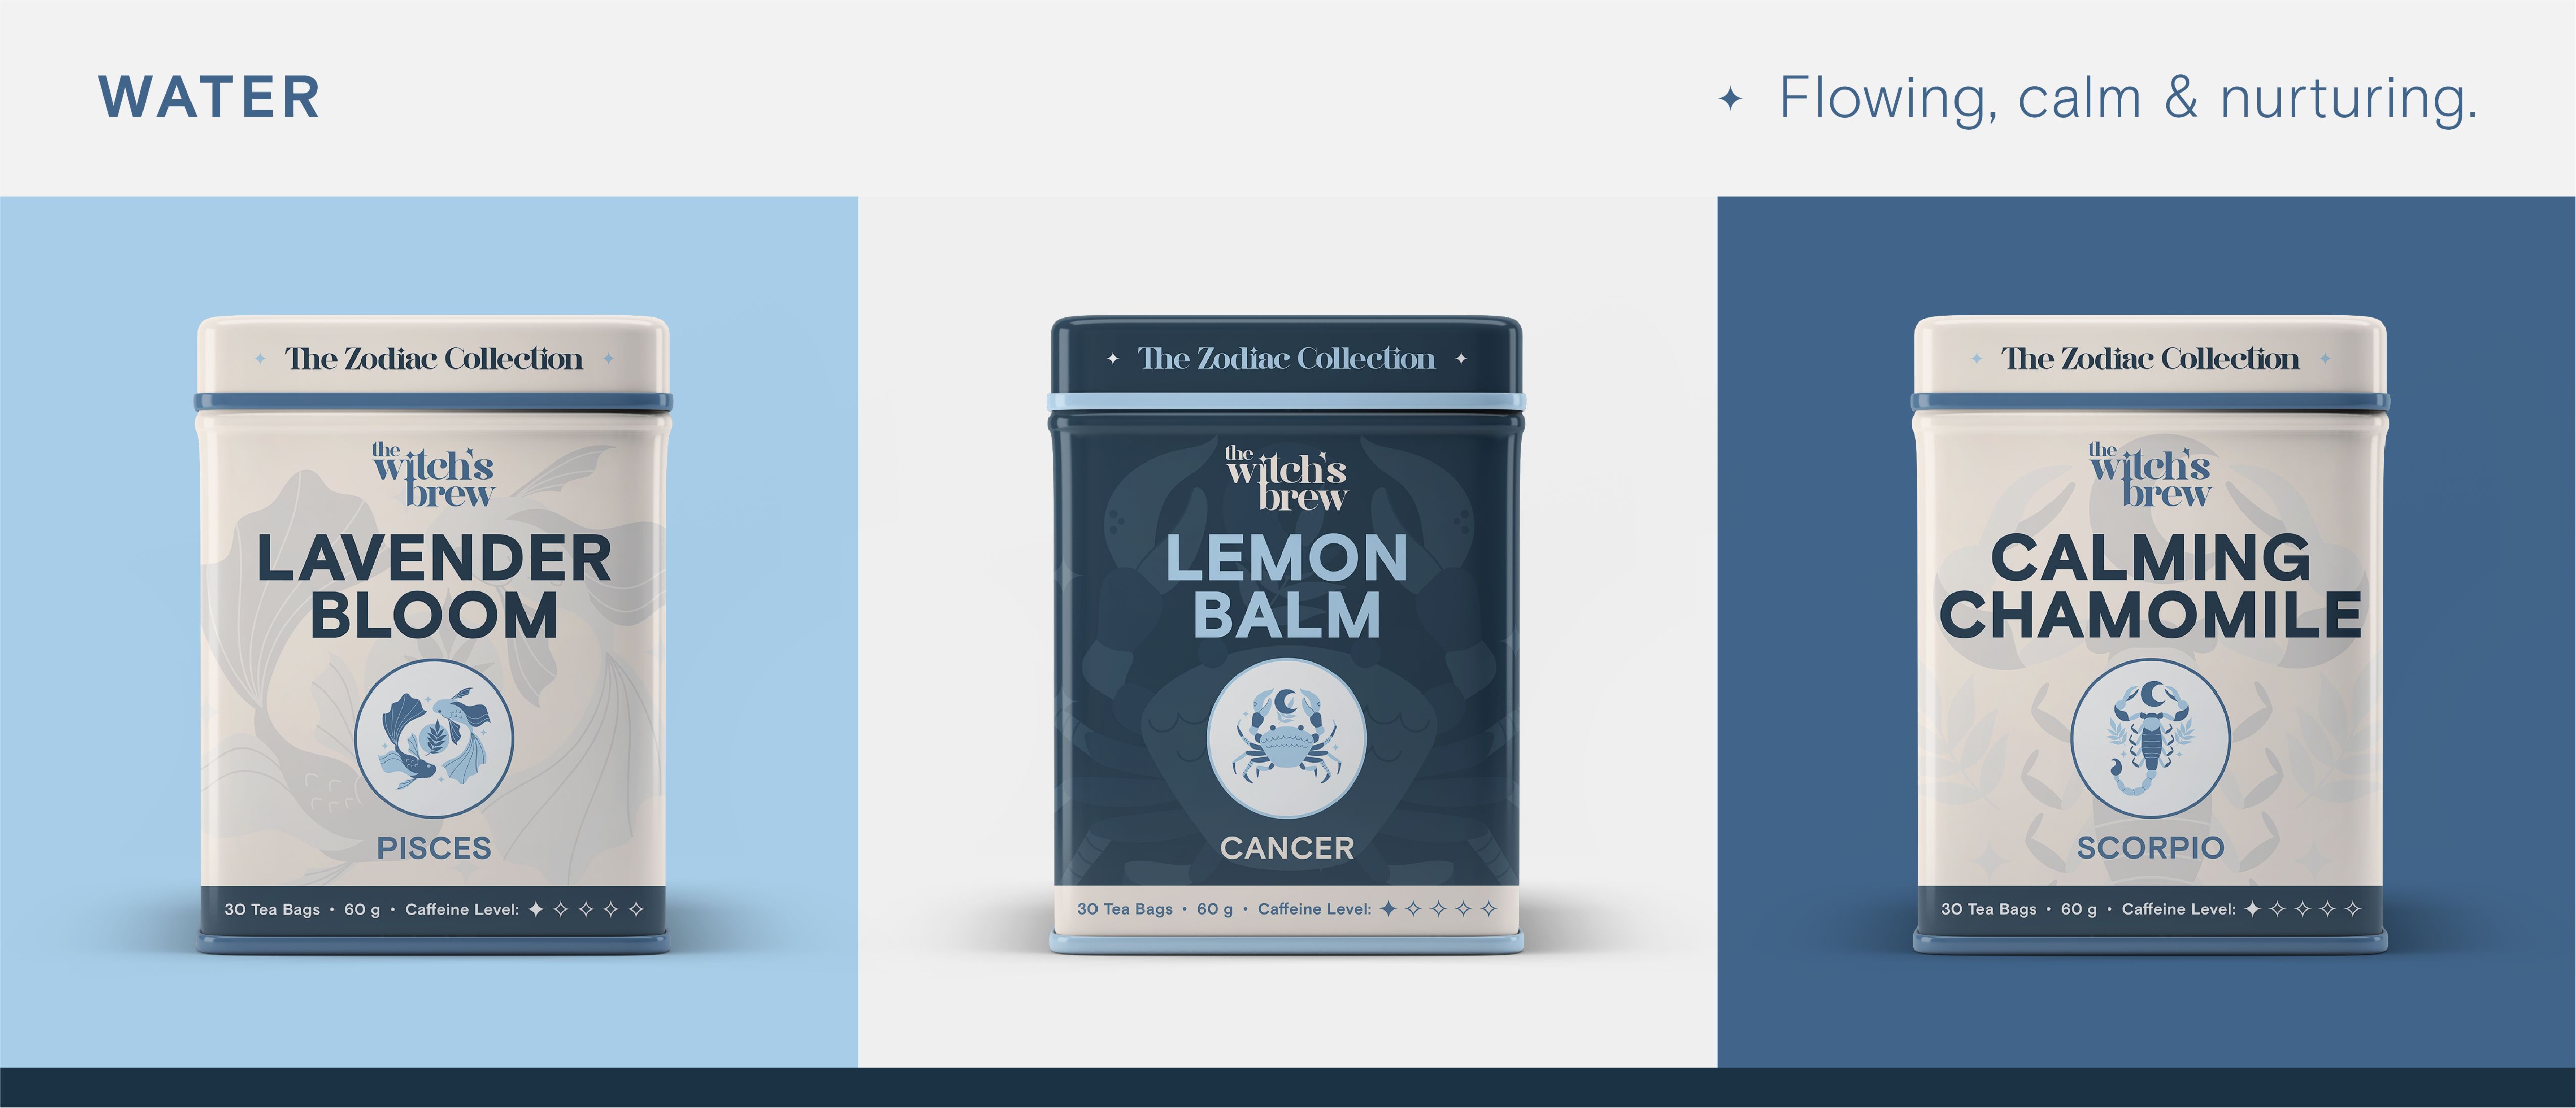 WATER
✦ Flowing, calm & nurturing.
The Zodiac Collection
the
witch's
brew
LAVENDER
BLOOM
PISCES
30 Tea Bags • 60 g • Caffeine Level:
The Zodiac Collection
the
witch's
brew
LEMON
BALM
CANCER
30 Tea Bags • 60 g • Caffeine Level:
The Zodiac Collection
the
witch's
brew
CALMING
CHAMOMILE
SCORPIO
30 Tea Bags • 60 g • Caffeine Level: